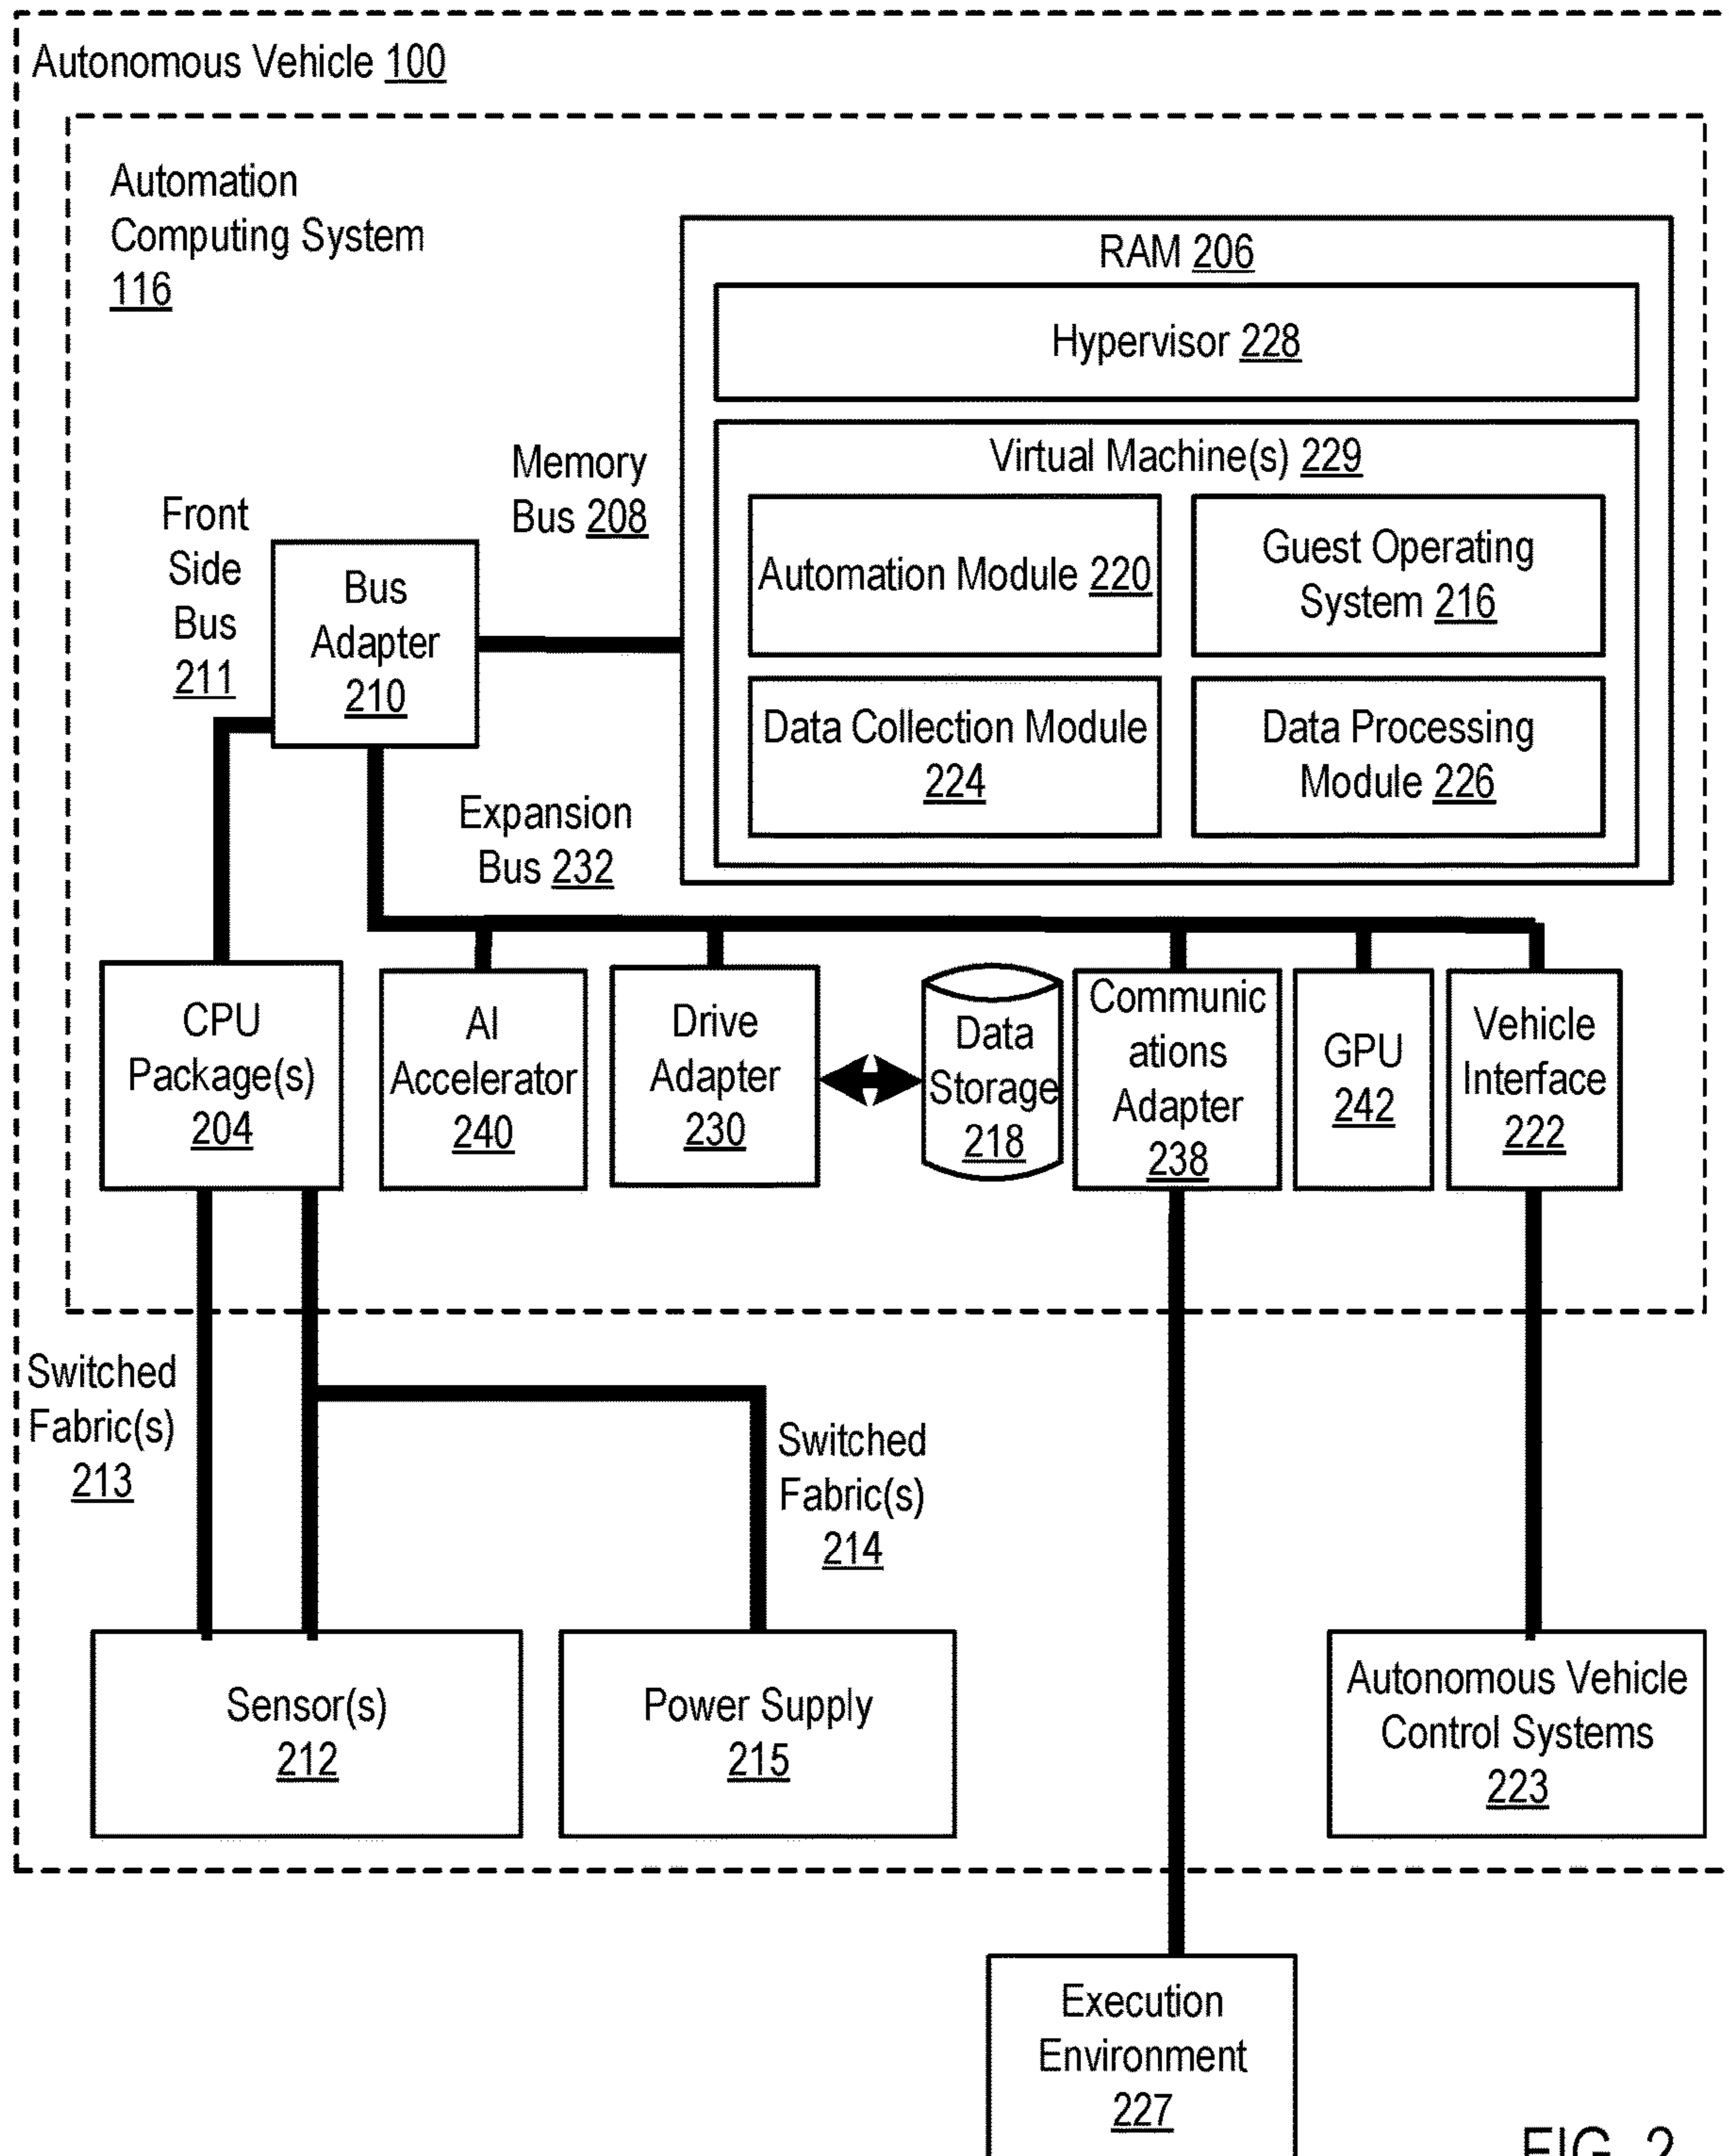 Autonomous Vehicle 100
Automation
Computing System
116
RAM 206
Hypervisor 228
Virtual Machine(s) 229
Automation Module 220
Guest Operating
System 216
Data Collection Module
224
Data Processing
Module 226
Memory
Bus 208
Front
Side
Bus
211
Bus
Adapter
210
Expansion
Bus 232
CPU
Package(s)
204
AI
Accelerator
240
Drive
Adapter
230
Data
Storage
218
Communic
ations
Adapter
238
GPU
242
Vehicle
Interface
222
Switched
Fabric(s)
213
Switched
Fabric(s)
214
Sensor(s)
212
Power Supply
215
Autonomous Vehicle
Control Systems
223
Execution
Environment
227
FIG. 2